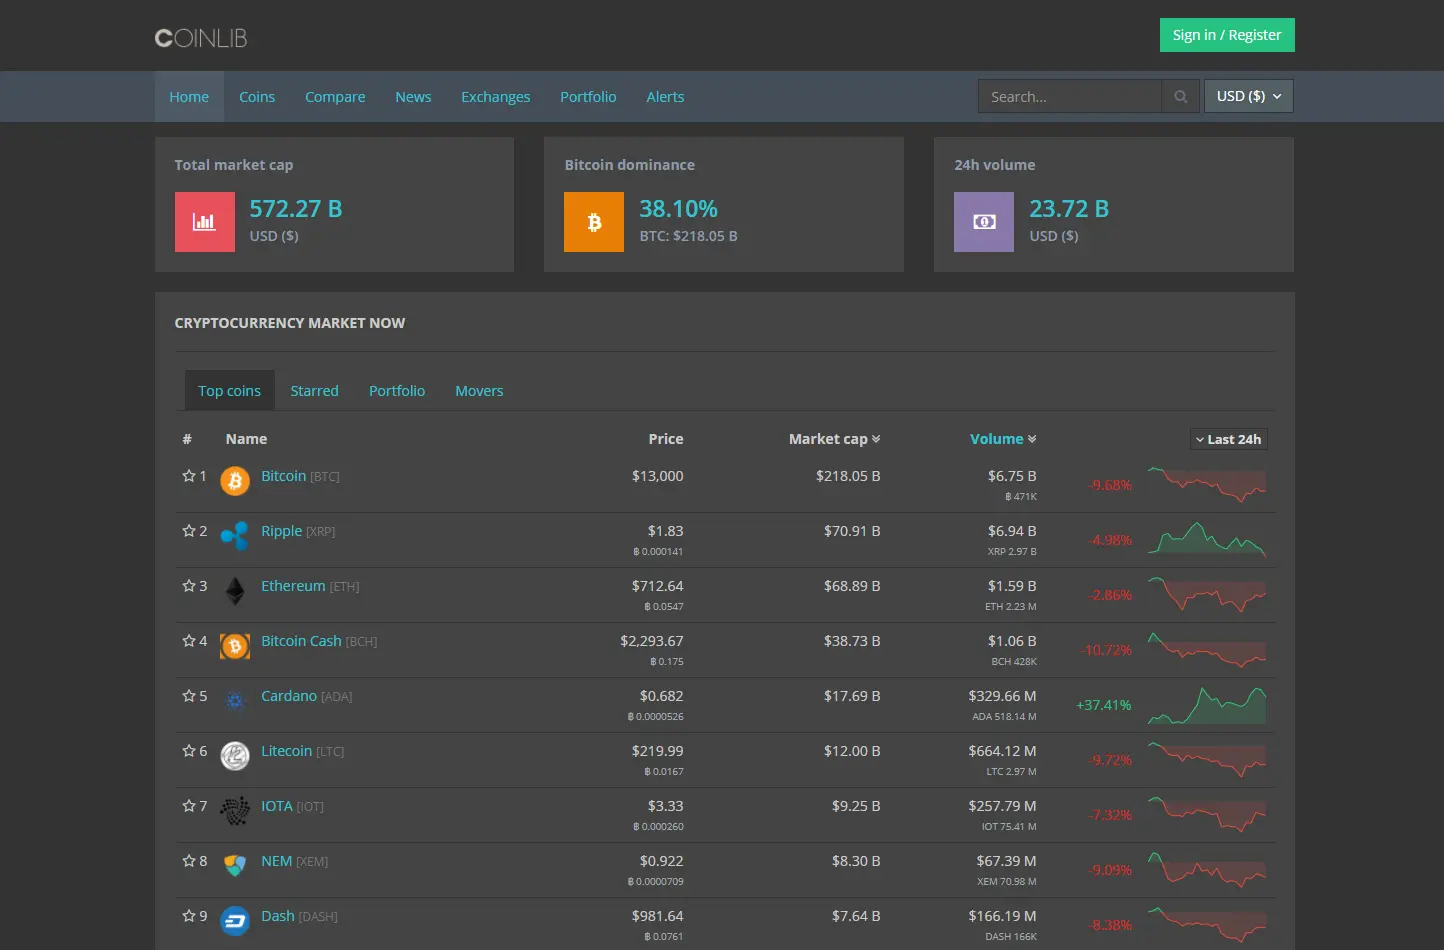 COINLIB
Sign in / Register
Home Coins Compare News Exchanges Portfolio Alerts Search... USD ($)
Total market cap
572.27 B
USD ($)
Bitcoin dominance
38.10%
BTC: $218.05 B
24h volume
23.72 B
USD ($)
CRYPTOCURRENCY MARKET NOW
Top coins Starred Portfolio Movers
# Name Price Market cap Volume Last 24h
1 Bitcoin [BTC] $13,000 $218.05 B $6.75 B -9.68%
฿ 471K
2 Ripple [XRP] $1.83 $70.91 B $6.94 B -4.98%
฿ 0.000141 XRP 2.97 B
3 Ethereum [ETH] $712.64 $68.89 B $1.59 B -2.86%
฿ 0.0547 ETH 2.23 M
4 Bitcoin Cash [BCH] $2,293.67 $38.73 B $1.06 B -10.72%
฿ 0.175 BCH 428K
5 Cardano [ADA] $0.682 $17.69 B $329.66 M +37.41%
฿ 0.0000526 ADA 518.14 M
6 Litecoin [LTC] $219.99 $12.00 B $664.12 M -9.72%
฿ 0.0167 LTC 2.97 M
7 IOTA [IOT] $3.33 $9.25 B $257.79 M -7.32%
฿ 0.000260 IOT 75.41 M
8 NEM [XEM] $0.922 $8.30 B $67.39 M -9.09%
฿ 0.0000709 XEM 70.98 M
9 Dash [DASH] $981.64 $7.64 B $166.19 M -8.38%
฿ 0.0761 DASH 166K